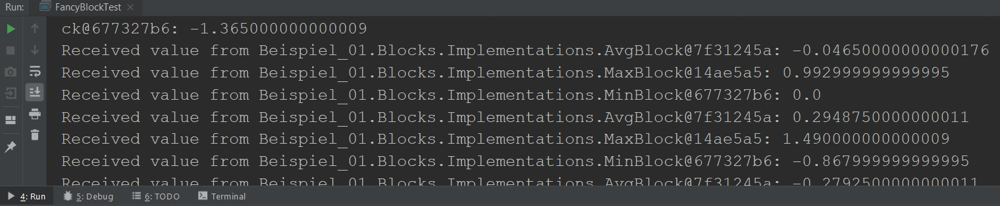 Run: FancyBlockTest
ck@677327b6: -1.365000000000009
Received value from Beispiel_01.Blocks.Implementations.AvgBlock@7f31245a: -0.04650000000000176
Received value from Beispiel_01.Blocks.Implementations.MaxBlock@14ae5a5: 0.992999999999995
Received value from Beispiel_01.Blocks.Implementations.MinBlock@677327b6: 0.0
Received value from Beispiel_01.Blocks.Implementations.AvgBlock@7f31245a: 0.2948750000000011
Received value from Beispiel_01.Blocks.Implementations.MaxBlock@14ae5a5: 1.490000000000009
Received value from Beispiel_01.Blocks.Implementations.MinBlock@677327b6: -0.867999999999995
Received value from Beispiel_01.Blocks.Implementations.AvgBlock@7f31245a: -0.2792500000000011
4: Run 5: Debug 6: TODO Terminal